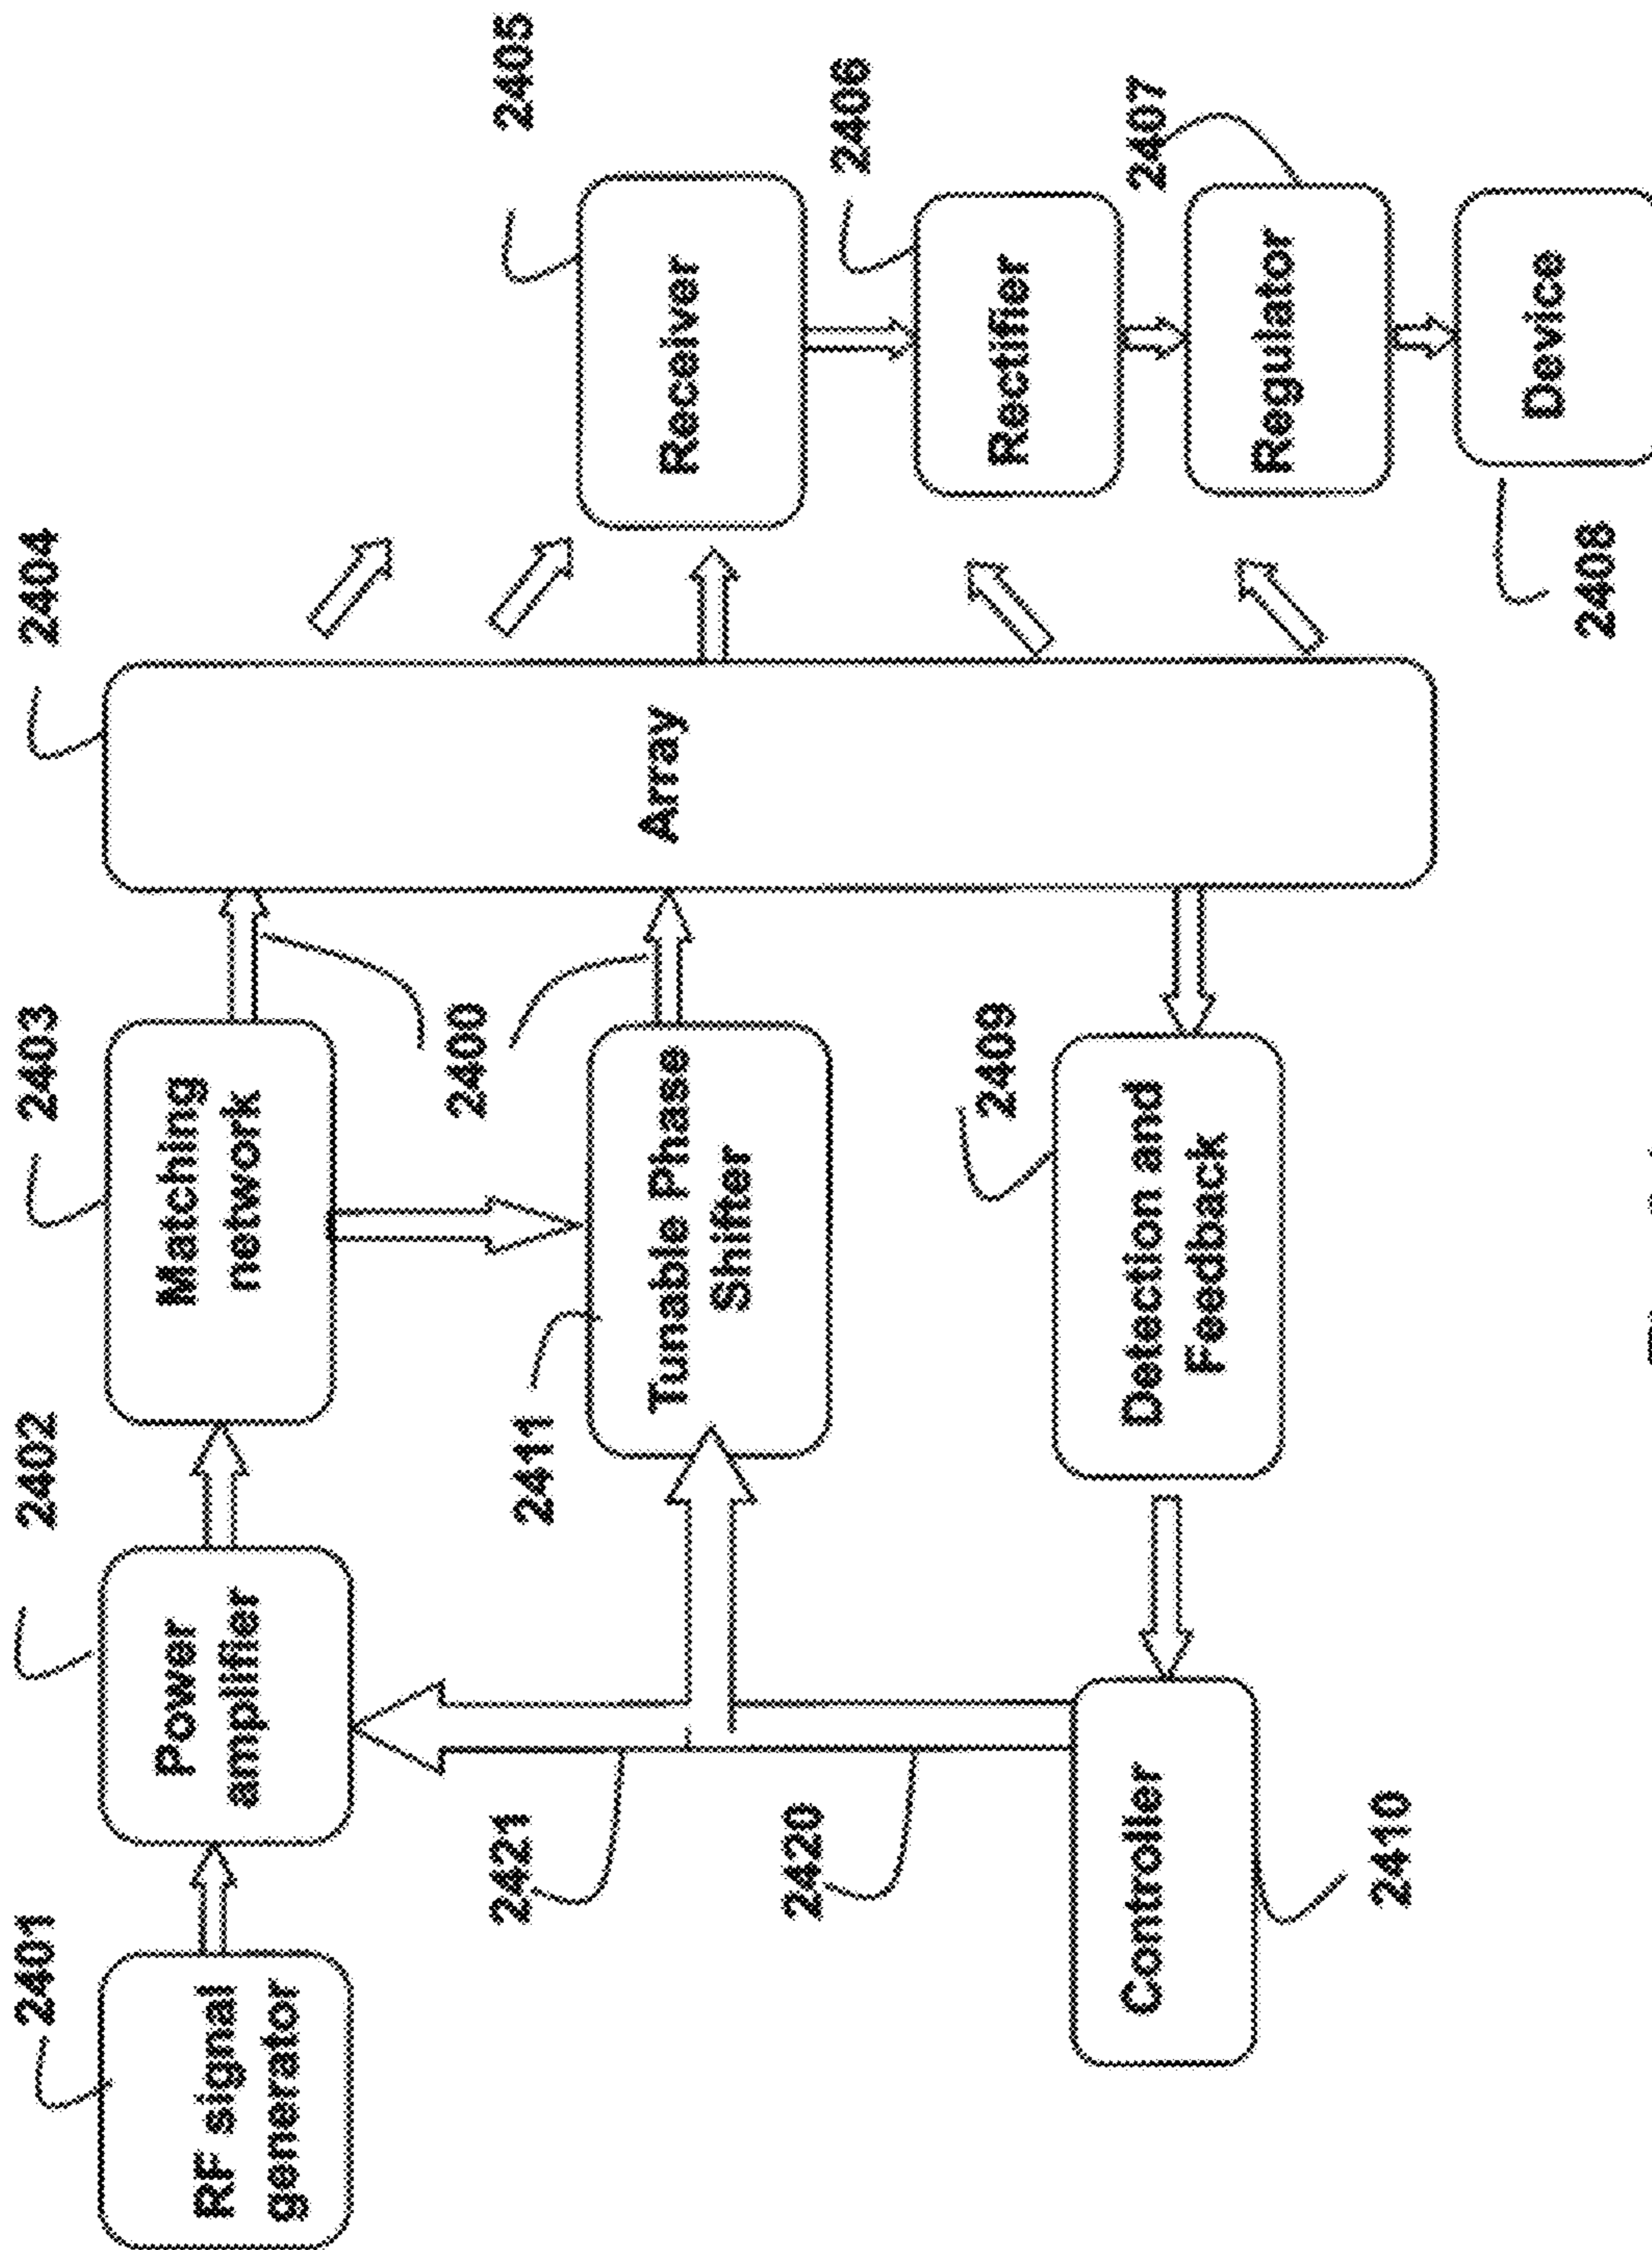 2401
2402
2403
2404
2405
RF signal
generator
Power
amplifier
Matching
network
2421
2411
2400
Tunable Phase
Shifter
Array
Receiver
2406
2420
Rectifier
2409
2407
Controller
Detection and
Feedback
Regulator
2410
Device
2408